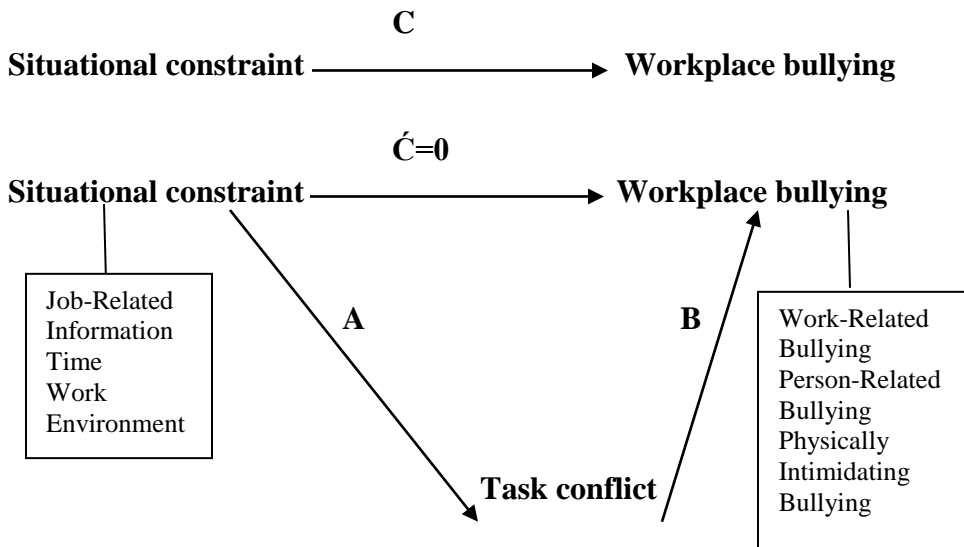 C
Situational constraint Workplace bullying
Ć=0
Situational constraint Workplace bullying
Job-Related
Information
Time
Work
Environment
A
B
Work-Related
Bullying
Person-Related
Bullying
Physically
Intimidating
Bullying
Task conflict